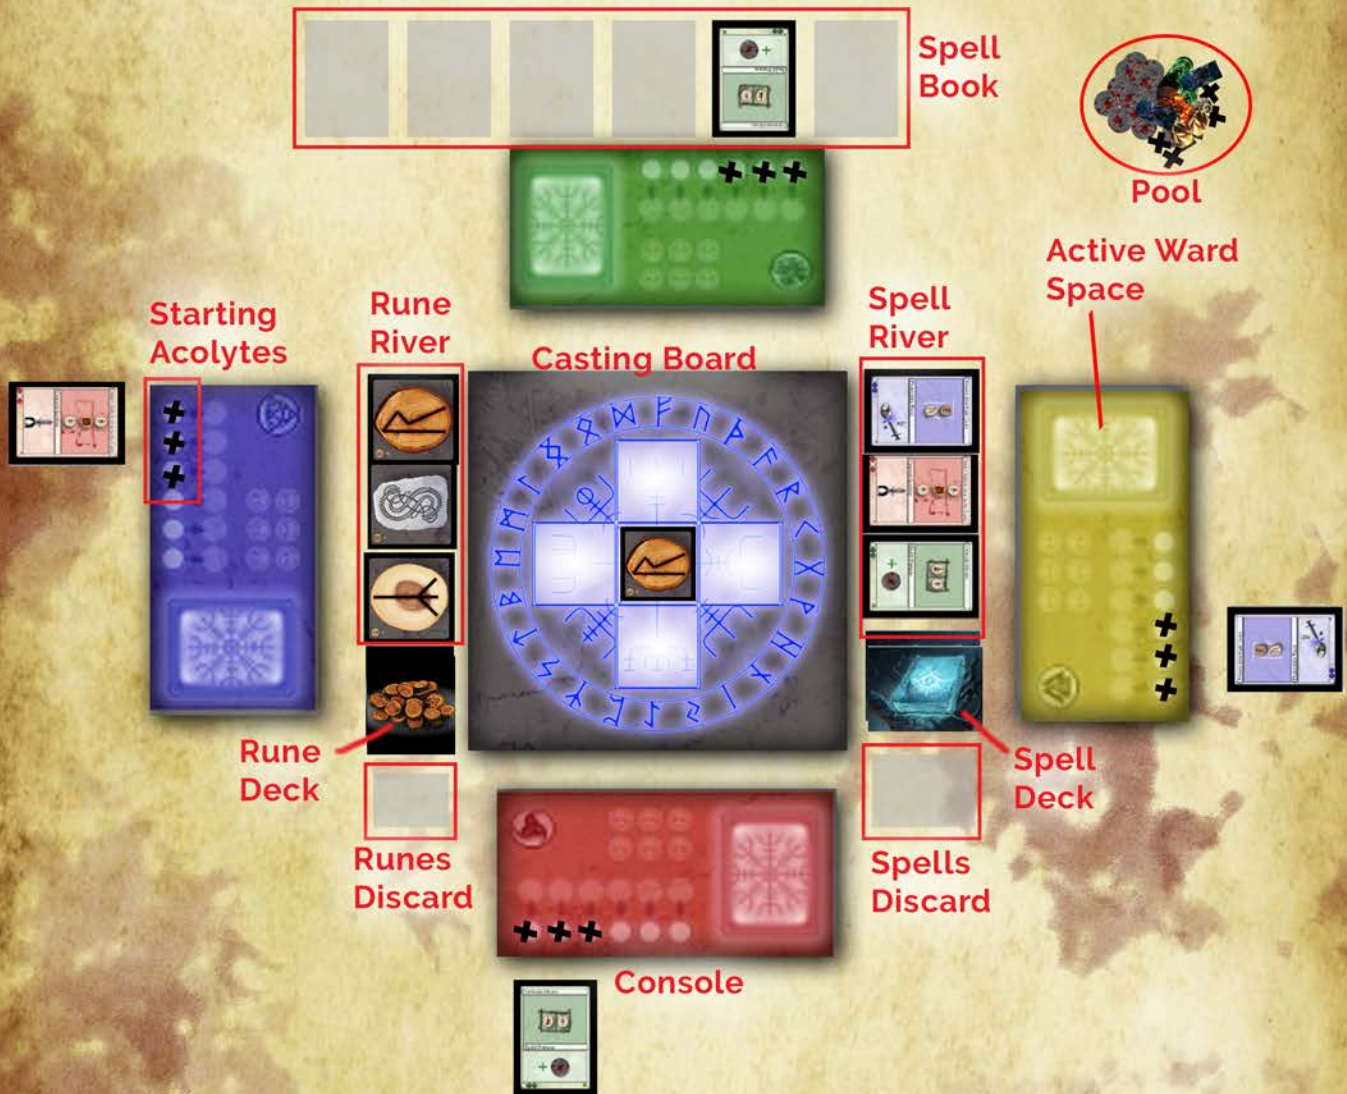 Spell
Book
Pool
Active Ward
Space
Starting
Acolytes
Rune
River
Spell
River
Casting Board
Rune
Deck
Spell
Deck
Runes
Discard
Spells
Discard
Console